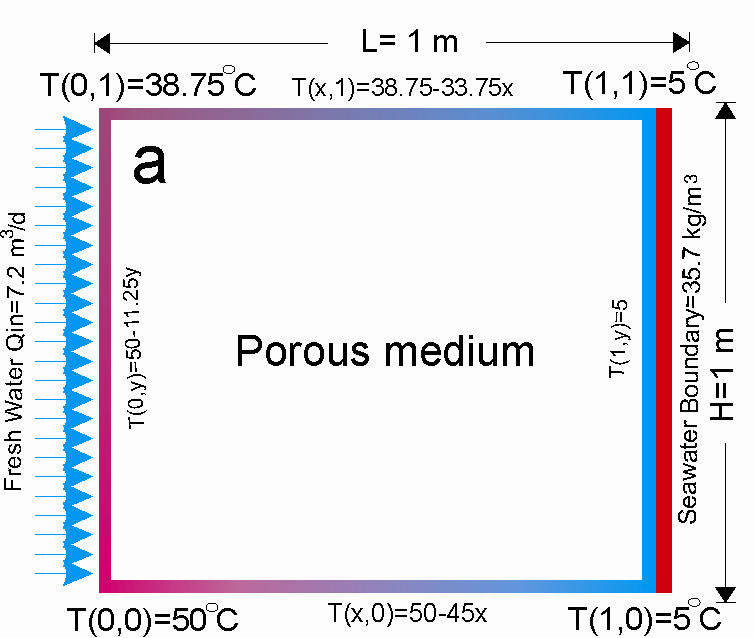 L= 1 m
T(0,1)=38.75°C
T(x,1)=38.75-33.75x
T(1,1)=5°C
a
Fresh Water Qin=7.2 m³/d
T(0,y)=50-11.25y
Porous medium
T(1,y)=5
Seawater Boundary=35.7 kg/m³
H=1 m
T(0,0)=50°C
T(x,0)=50-45x
T(1,0)=5°C